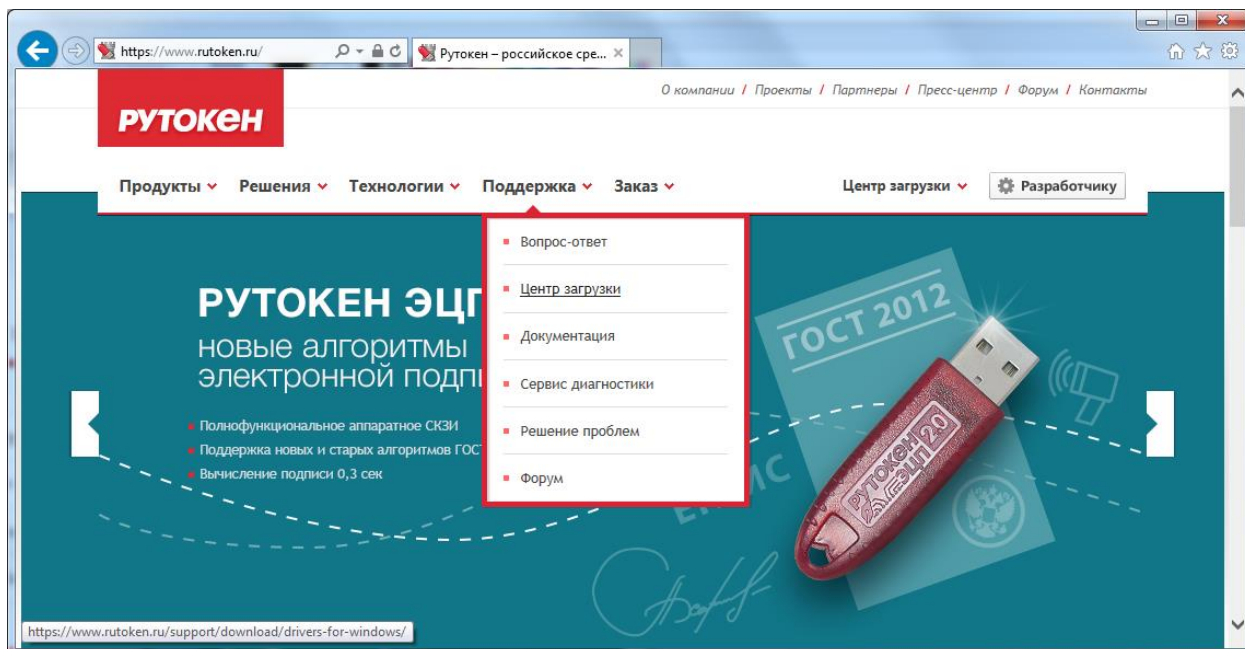 https://www.rutoken.ru/
Рутокен – российское сре...
О компании / Проекты / Партнеры / Пресс-центр / Форум / Контакты
РУТОКЕН
Продукты Решения Технологии Поддержка Заказ Центр загрузки Разработчику
Вопрос-ответ
Центр загрузки
Документация
Сервис диагностики
Решение проблем
Форум
РУТОКЕН ЭЦП
новые алгоритмы
электронной
Полнофункциональное аппаратное СКЗИ
Поддержка новых и старых алгоритмов ГОСТ
Вычисление подписи 0,3 сек
ГОСТ 2012
РУТОКЕН
ЭЦП 2.0
https://www.rutoken.ru/support/download/drivers-for-windows/